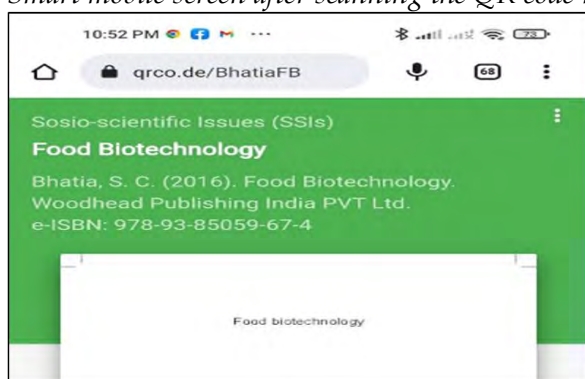 Smart mobile screen after scanning the QR code
10:52 PM ...
73
qrco.de/BhatiaFB
68
Sosio-scientific Issues (SSIs)
Food Biotechnology
Bhatia, S. C. (2016). Food Biotechnology.
Woodhead Publishing India PVT
Ltd.
e-ISBN: 978-93-85059-67-4
Food biotechnology